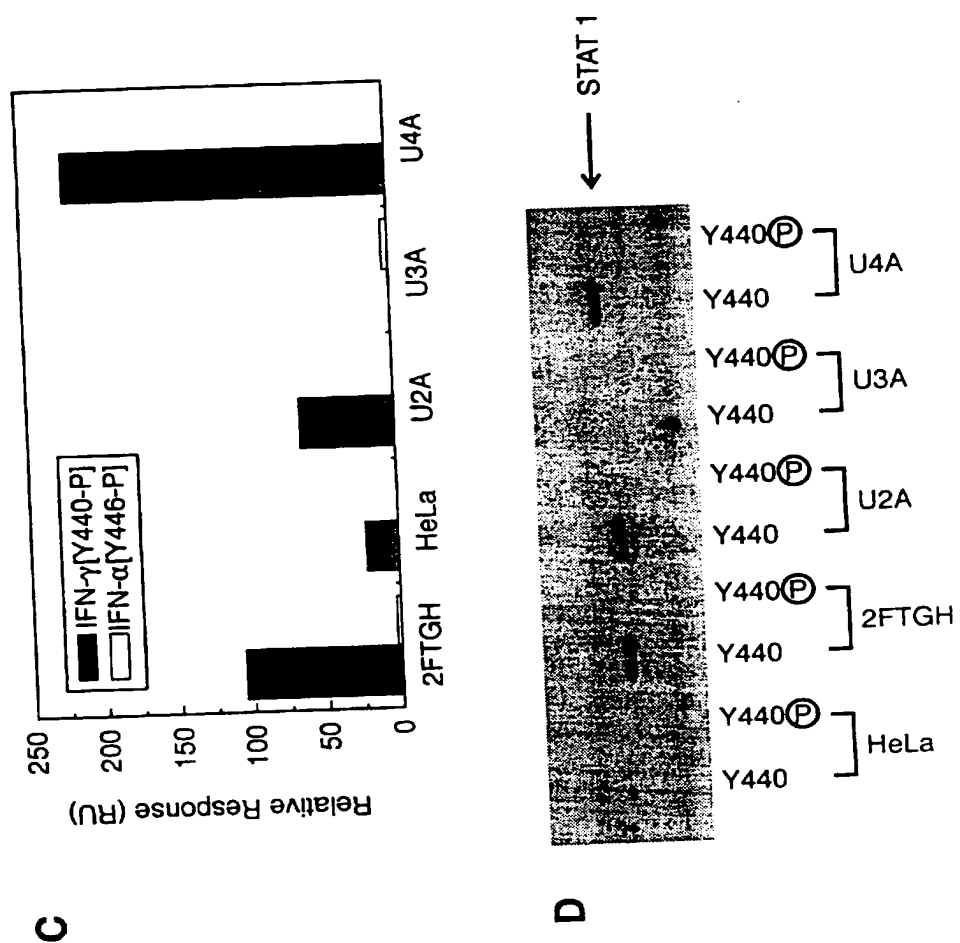 C
Relative Response (RU)
250
200
150
100
50
0
IFN-γ[Y440-P]
IFN-α[Y446-P]
2FTGH
HeLa
U2A
U3A
U4A
D
STAT 1
Y440 Y440Ⓟ Y440 Y440Ⓟ Y440 Y440Ⓟ Y440 Y440Ⓟ Y440 Y440Ⓟ
HeLa 2FTGH U2A U3A U4A